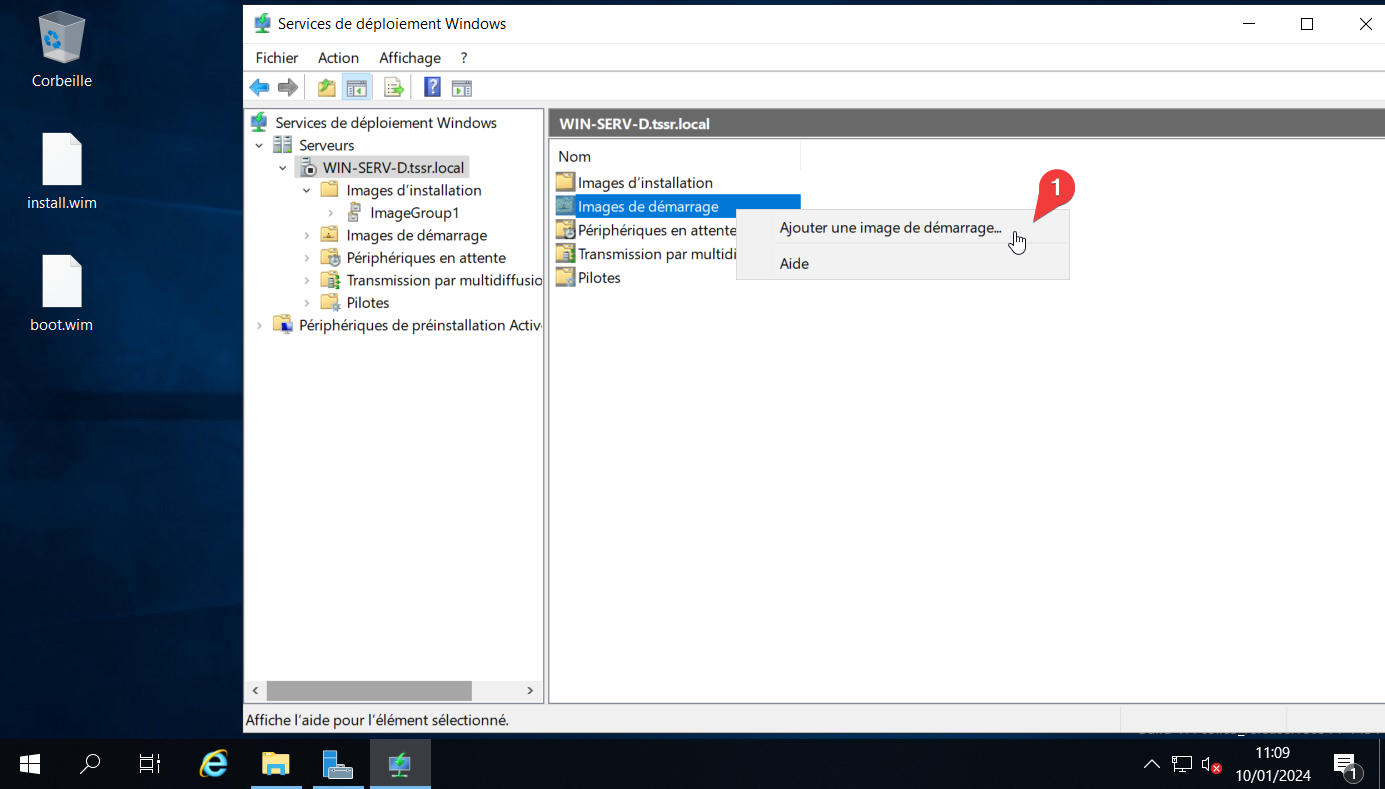 Corbeille
install.wim
boot.wim
Services de déploiement Windows
Fichier Action Affichage ?
Services de déploiement Windows
Serveurs
WIN-SERV-D.tssr.local
Images d'installation
ImageGroup1
Images de démarrage
Périphériques en attente
Transmission par multidiffusio
Pilotes
Périphériques de préinstallation Activ
WIN-SERV-D.tssr.local
Nom
Images d'installation
Images de démarrage
Périphériques en attente
Transmission par multidi
Pilotes
1
Ajouter une image de démarrage...
Aide
Affiche l'aide pour l'élément sélectionné.
11:09
10/01/2024
1